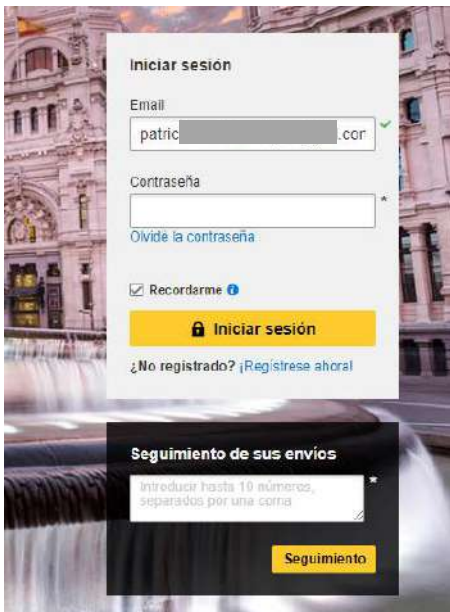 Iniciar sesión
Email
patric .cor
Contraseña
*
Olvidé la contraseña
Recordarme
Iniciar sesión
¿No registrado? ¡Regístrese ahora!
Seguimiento de sus envíos
Introducir hasta 10 números,
separados por una coma
*
Seguimiento